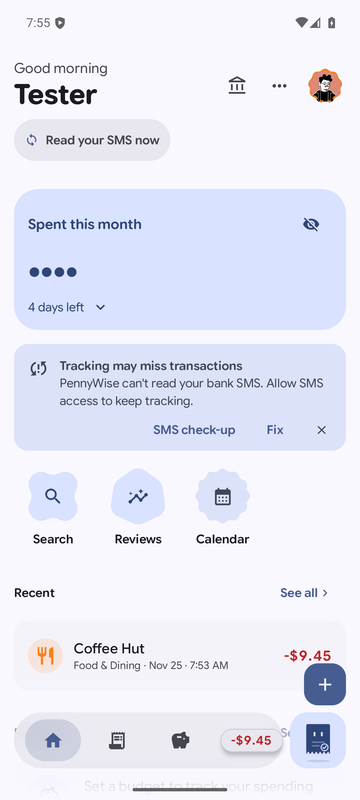 7:55
Good morning
Tester
Read your SMS now
Spent this month
4 days left
Tracking may miss transactions
PennyWise can't read your bank SMS. Allow SMS
access to keep tracking.
SMS check-up
Fix
Search
Reviews
Calendar
Recent
See all
Coffee Hut
-$9.45
Food & Dining · Nov 25 · 7:53 AM
-$9.45
Set a budget to track your spending